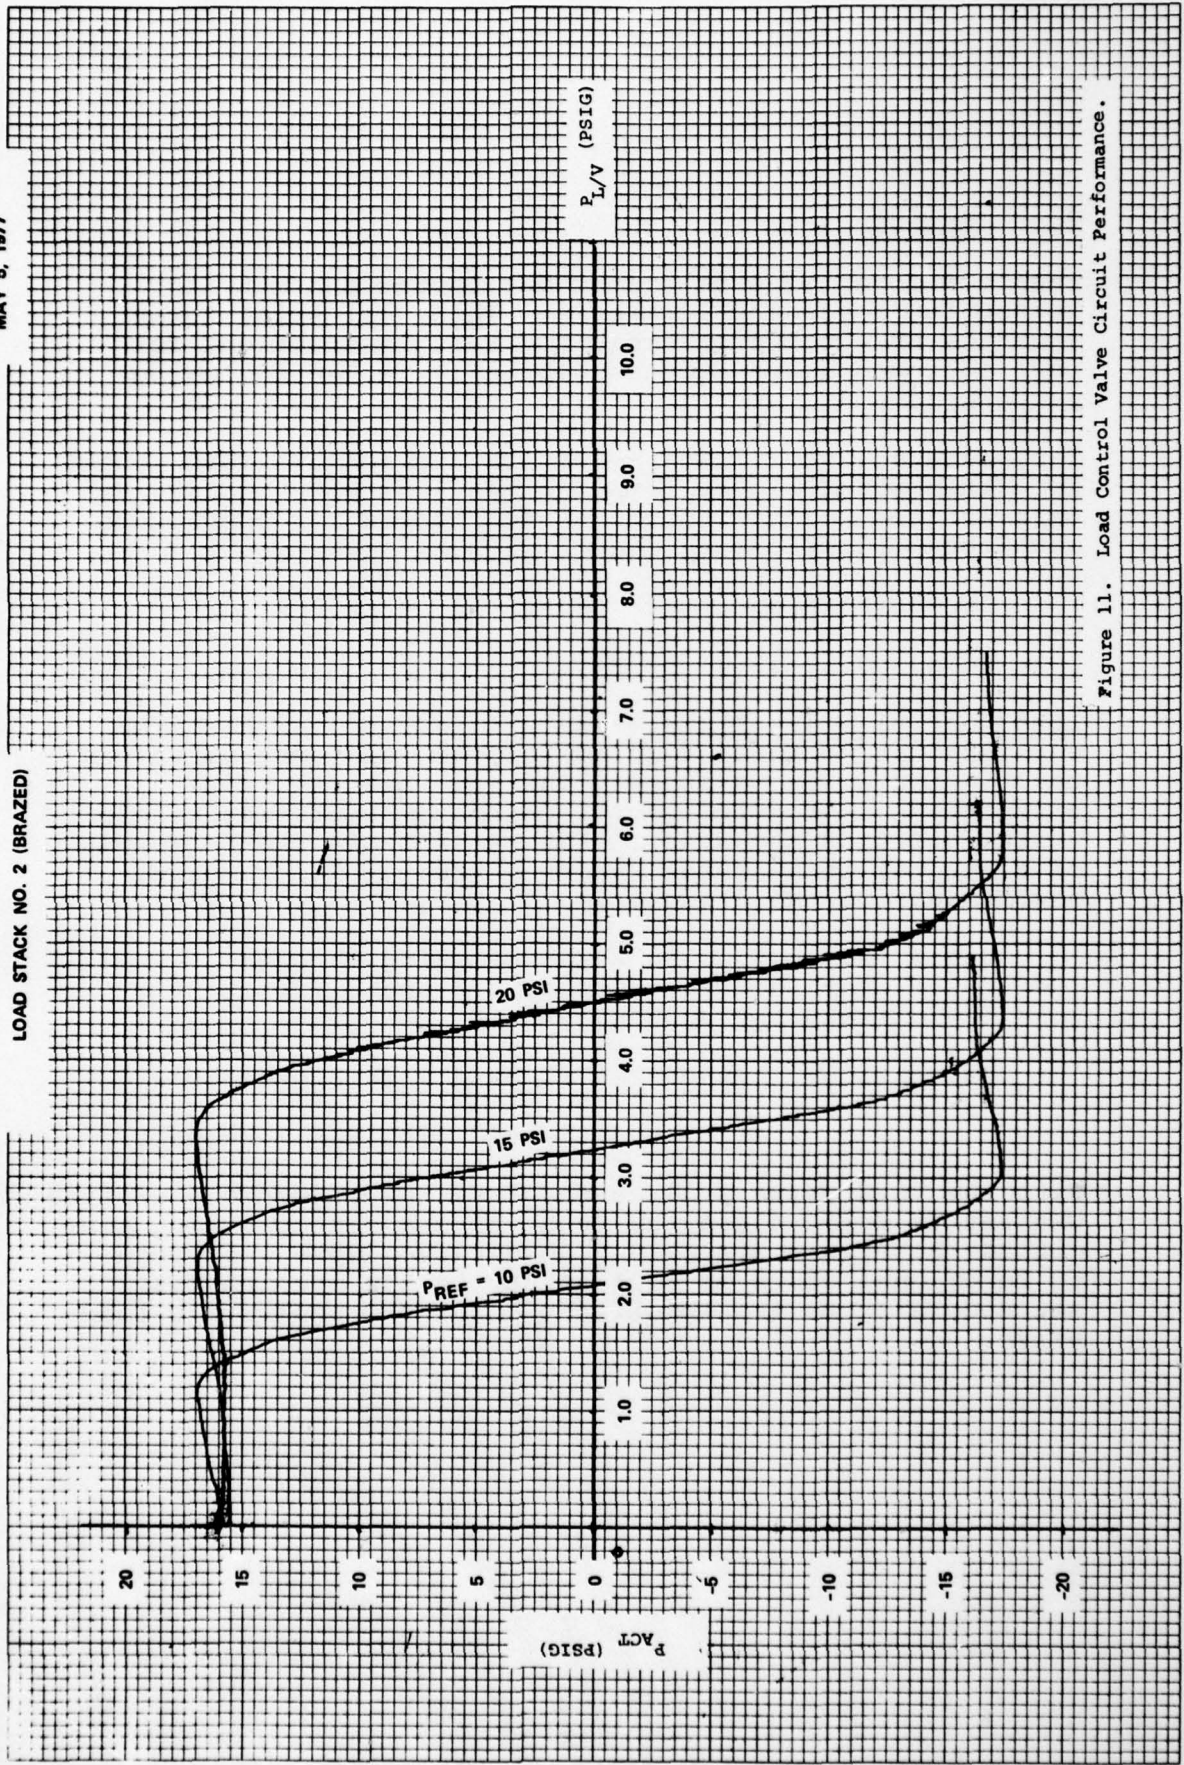 LOAD STACK NO. 2 (BRAZED)
MAY 5, 1977
20
15
10
5
0
-5
-10
-15
-20
P_ACT (PSIG)
1.0
2.0
3.0
4.0
5.0
6.0
7.0
8.0
9.0
10.0
P_L/V (PSIG)
P_REF = 10 PSI
15 PSI
20 PSI
Figure 11. Load Control Valve Circuit Performance.